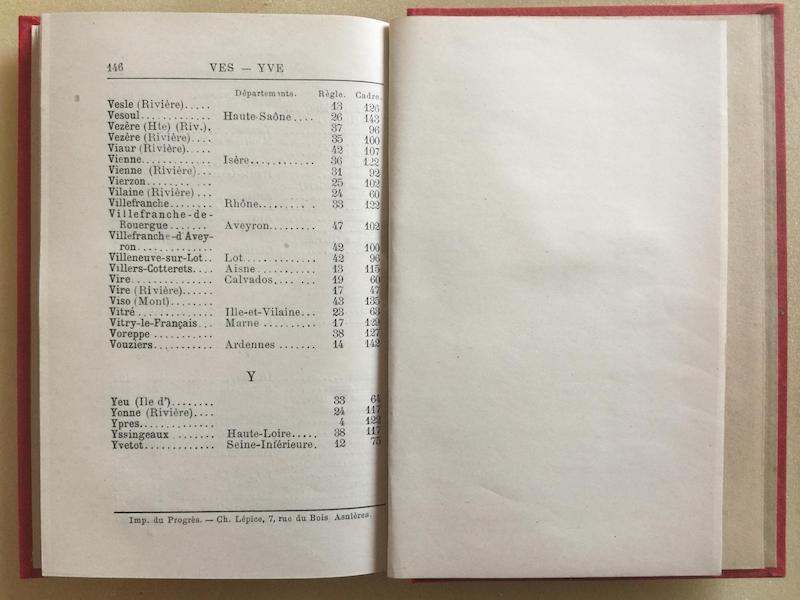 146 VES — YVE
Départements. Règle. Cadre.
Vesle (Rivière)..... 13 126
Vesoul............ Haute-Saône.... 26 143
Vezère (Hte) (Riv.). 37 96
Vezère (Rivière).... 35 100
Viaur (Rivière)..... 42 107
Vienne............ Isère............ 36 122
Vienne (Rivière)... 31 92
Vierzon........... 25 102
Vilaine (Rivière)... 24 60
Villefranche....... Rhône.......... 33 122
Villefranche-de-
Rouergue....... Aveyron......... 47 102
Villefranche-d'Avey-
ron............. 42 100
Villeneuve-sur-Lot.. Lot............. 42 96
Villers-Cotterets.... Aisne........... 13 115
Vire.............. Calvados........ 19 60
Vire (Rivière)...... 17 47
Viso (Mont)........ 43 135
Vitré............. Ille-et-Vilaine... 23 63
Vitry-le-Français... Marne.......... 17 129
Voreppe........... 38 127
Vouziers........... Ardennes....... 14 142
Y
Yeu (Ile d')........ 33 64
Yonne (Rivière).... 24 117
Ypres.............. 4 122
Yssingeaux....... Haute-Loire..... 38 117
Yvetot............. Seine-Inférieure. 12 75
Imp. du Progrès. — Ch. Lépice, 7, rue du Bois Asnières.